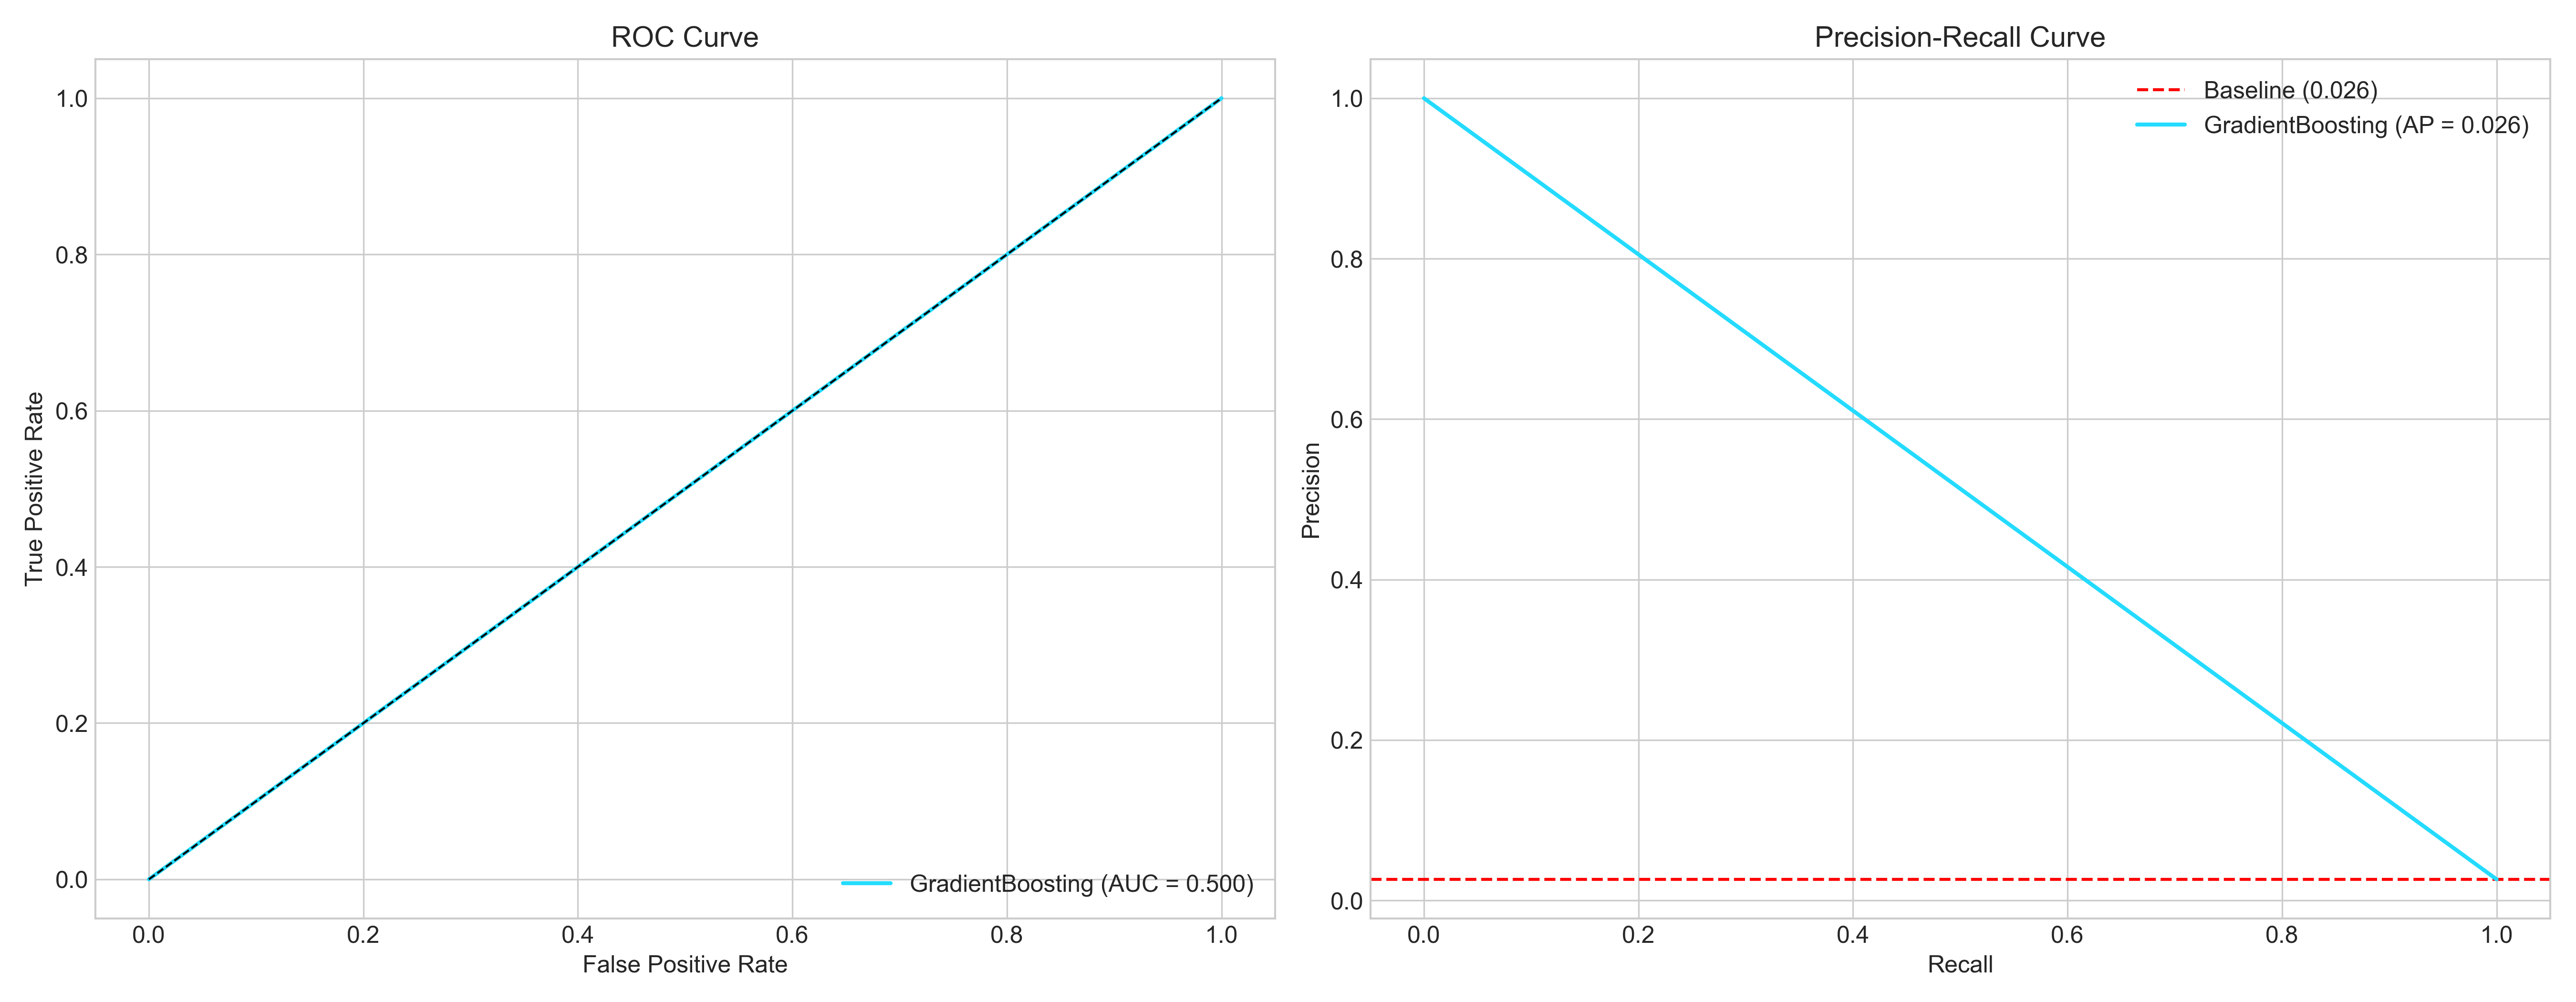 ROC Curve
True Positive Rate
1.0
0.8
0.6
0.4
0.2
0.0
GradientBoosting (AUC = 0.500)
0.0 0.2 0.4 0.6 0.8 1.0
False Positive Rate
Precision-Recall Curve
Precision
1.0
0.8
0.6
0.4
0.2
0.0
Baseline (0.026)
GradientBoosting (AP = 0.026)
0.0 0.2 0.4 0.6 0.8 1.0
Recall